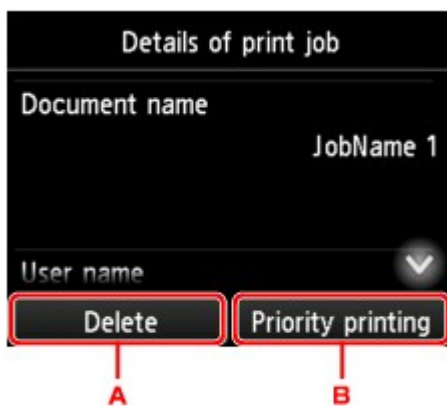 Details of print job
Document name
JobName 1
User name
Delete
Priority printing
A
B